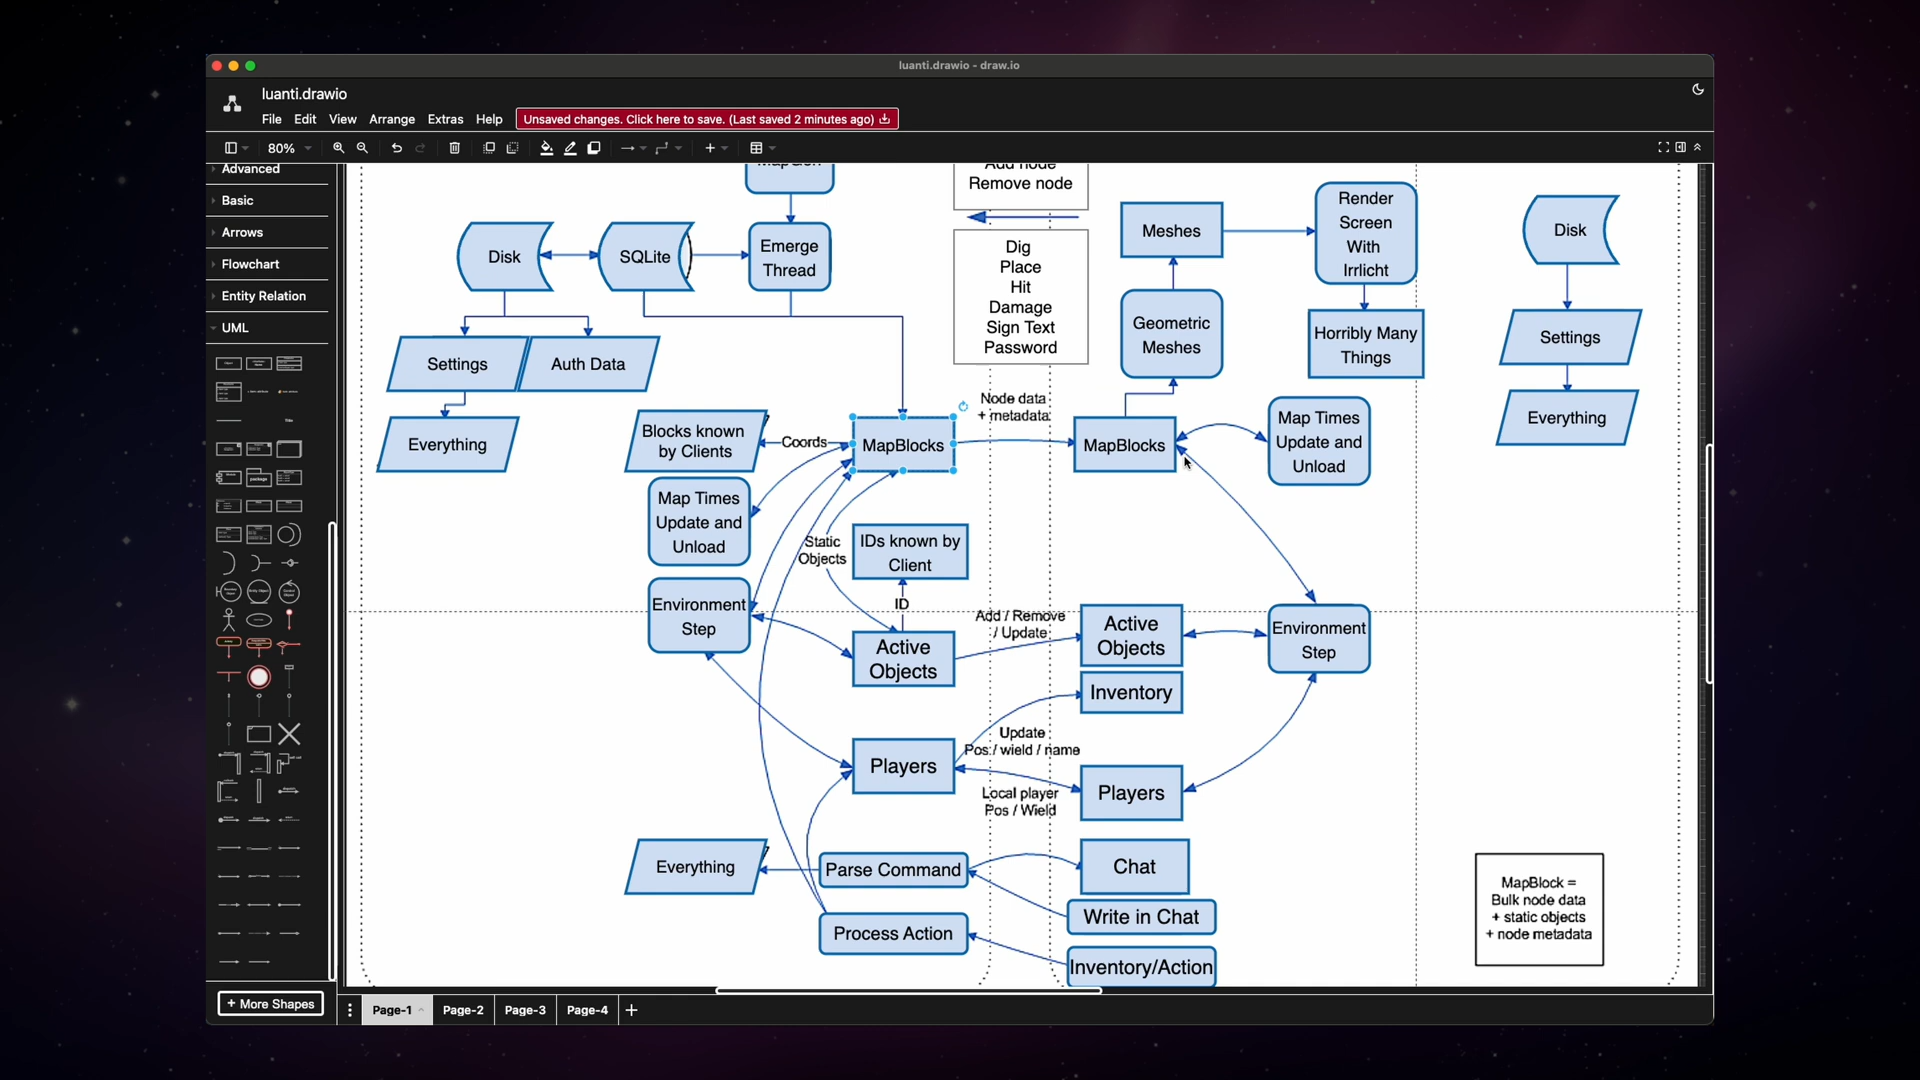 luanti.drawio - draw.io
luanti.drawio
File Edit View Arrange Extras Help
Unsaved changes. Click here to save. (Last saved 2 minutes ago)
80%
Advanced
Basic
Arrows
Flowchart
Entity Relation
UML
+ More Shapes
Add node
Remove node
Dig
Place
Hit
Damage
Sign Text
Password
Disk
SQLite
Emerge
Thread
Settings
Auth Data
Everything
Blocks known
by Clients
Coords
MapBlocks
Node data
+ metadata
Map Times
Update and
Unload
Static
Objects
IDs known by
Client
ID
Environment
Step
Active
Objects
Add / Remove
/ Update
Players
Update
Pos / wield / name
Local player
Pos / Wield
Everything
Parse Command
Process Action
Meshes
Render
Screen
With
Irrlicht
Geometric
Meshes
Horribly Many
Things
MapBlocks
Map Times
Update and
Unload
Active
Objects
Environment
Step
Inventory
Players
Chat
Write in Chat
Inventory/Action
Disk
Settings
Everything
MapBlock =
Bulk node data
+ static objects
+ node metadata
Page-1 Page-2 Page-3 Page-4